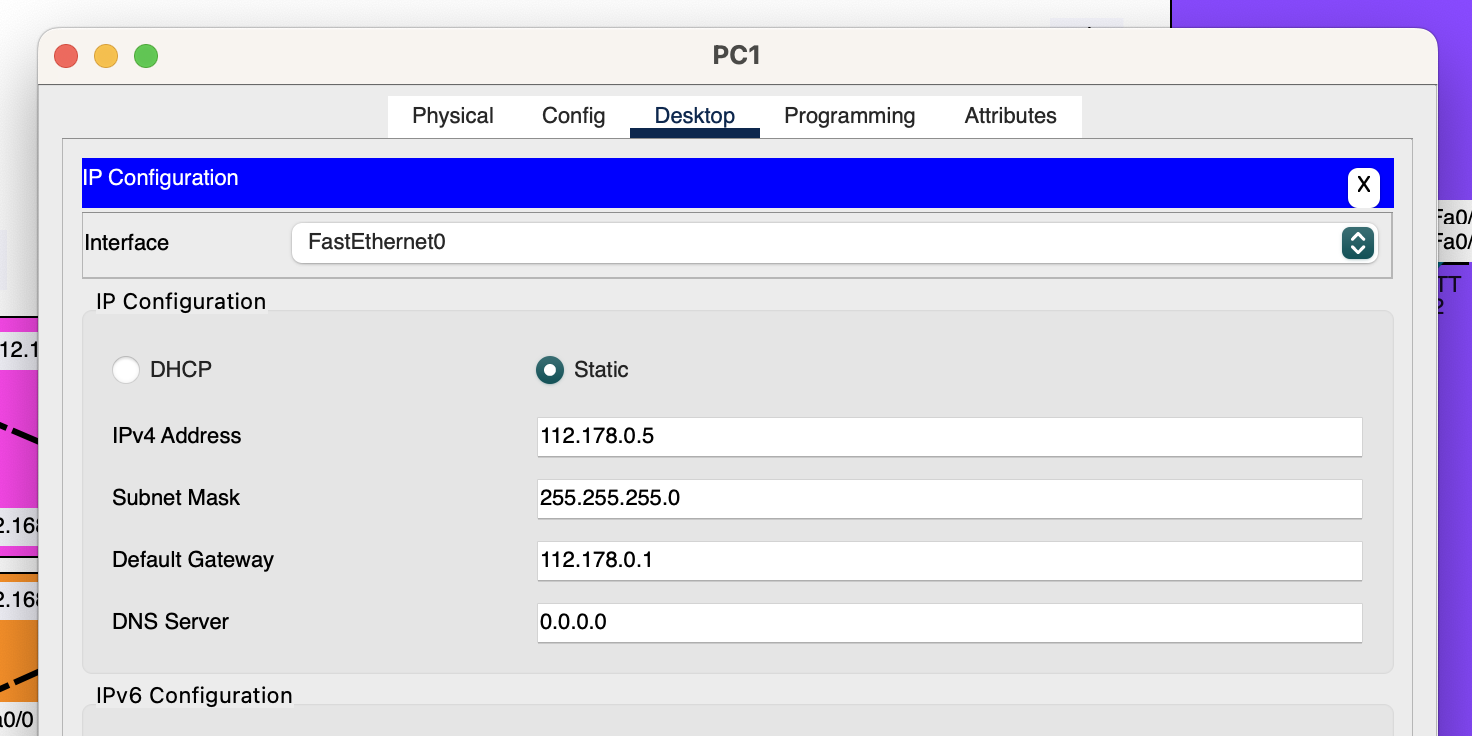 PC1
Physical Config Desktop Programming Attributes
IP Configuration X
Fa0/
Fa0/
Interface FastEthernet0
TT
2
IP Configuration
12.1
DHCP Static
IPv4 Address 112.178.0.5
Subnet Mask 255.255.255.0
2.168
Default Gateway 112.178.0.1
2.168
DNS Server 0.0.0.0
IPv6 Configuration
a0/0